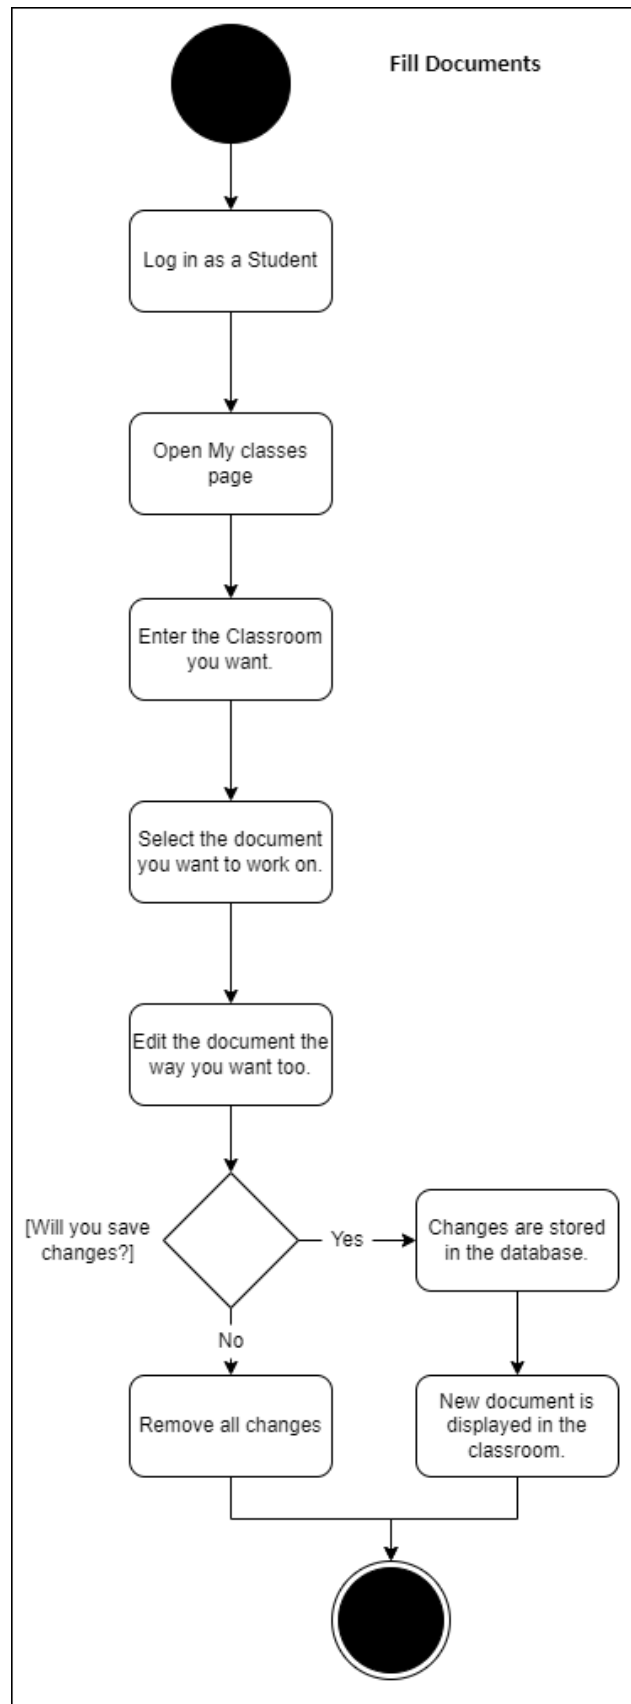 Fill Documents
Log in as a Student
Open My classes
page
Enter the Classroom
you want.
Select the document
you want to work on.
Edit the document the
way you want too.
[Will you save
changes?]
Yes
Changes are stored
in the database.
No
Remove all changes
New document is
displayed in the
classroom.